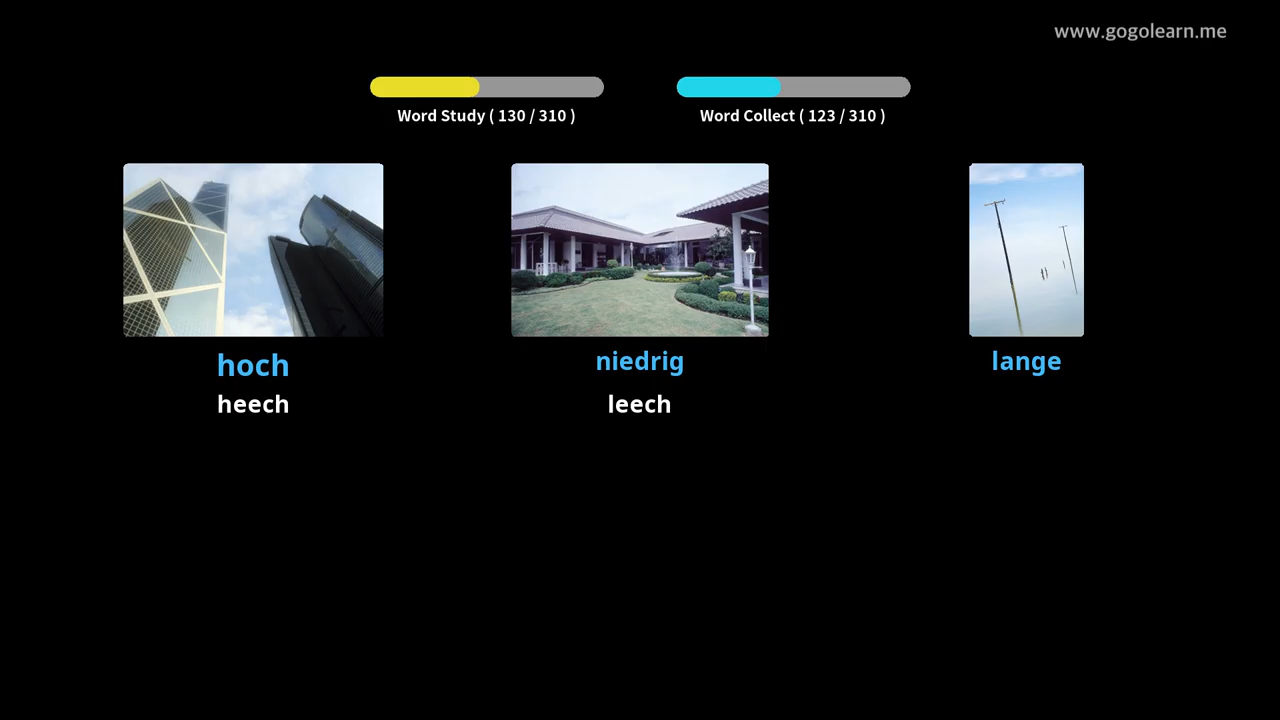 www.gogolearn.me
Word Study ( 130 / 310 )
Word Collect ( 123 / 310 )
hoch
heech
niedrig
leech
lange